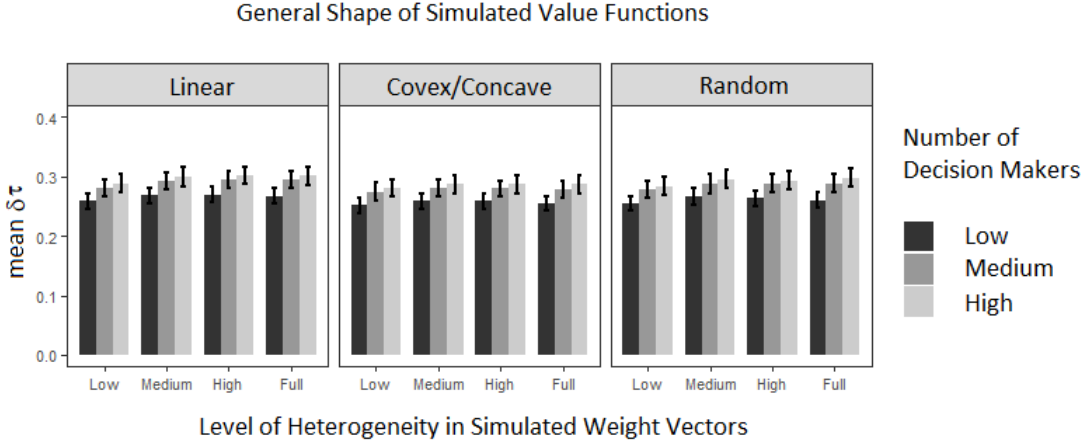 General Shape of Simulated Value Functions
Linear
Covex/Concave
Random
mean δτ
0.4
0.3
0.2
0.1
0.0
Low Medium High Full
Low Medium High Full
Low Medium High Full
Level of Heterogeneity in Simulated Weight Vectors
Number of
Decision Makers
Low
Medium
High